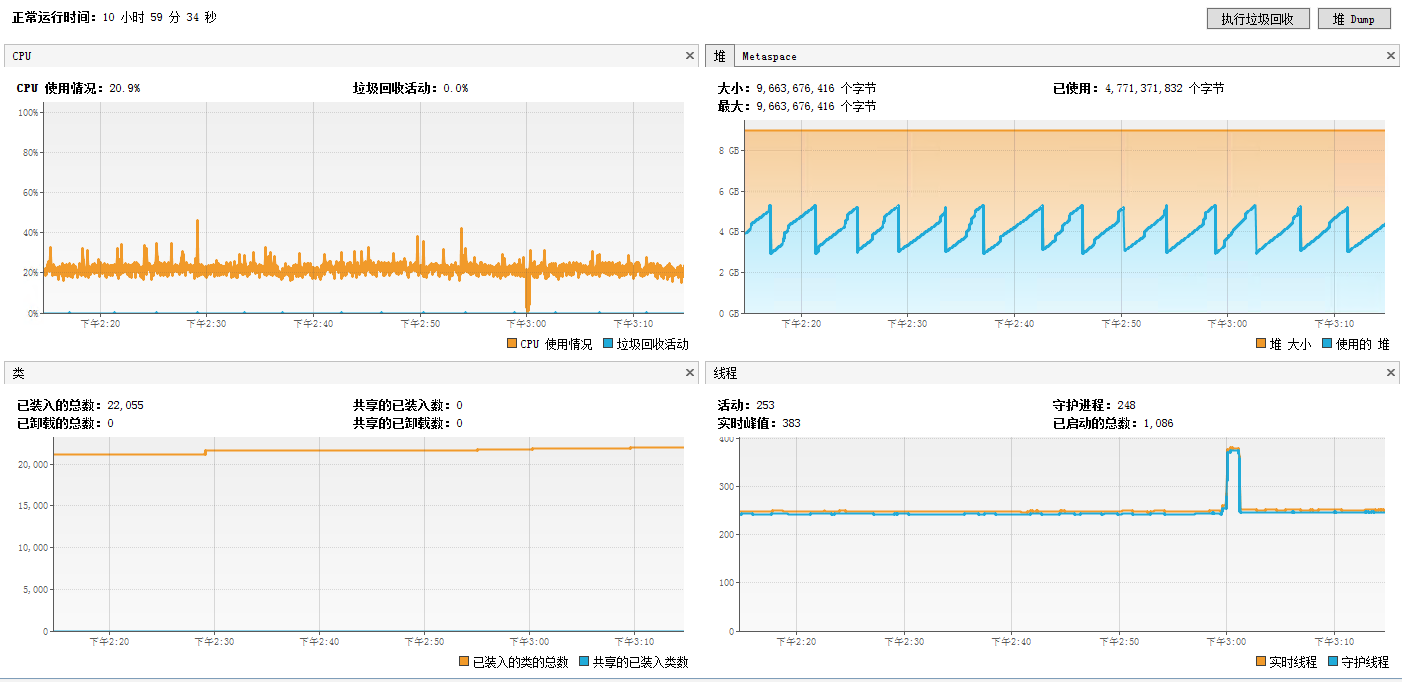 正常运行时间: 10 小时 59 分 34 秒
执行垃圾回收 堆 Dump
CPU
CPU 使用情况: 20.9% 垃圾回收活动: 0.0%
100%
80%
60%
40%
20%
0%
下午2:20 下午2:30 下午2:40 下午2:50 下午3:00 下午3:10
CPU 使用情况 垃圾回收活动
堆 Metaspace
大小: 9,663,676,416 个字节 已使用: 4,771,371,832 个字节
最大: 9,663,676,416 个字节
8 GB
6 GB
4 GB
2 GB
0 GB
下午2:20 下午2:30 下午2:40 下午2:50 下午3:00 下午3:10
堆 大小 使用的 堆
类
已装入的总数: 22,055 共享的已装入数: 0
已卸载的总数: 0 共享的已卸载数: 0
20,000
15,000
10,000
5,000
0
下午2:20 下午2:30 下午2:40 下午2:50 下午3:00 下午3:10
已装入的类的总数 共享的已装入类数
线程
活动: 253 守护进程: 248
实时峰值: 383 已启动的总数: 1,086
400
300
200
100
0
下午2:20 下午2:30 下午2:40 下午2:50 下午3:00 下午3:10
实时线程 守护线程